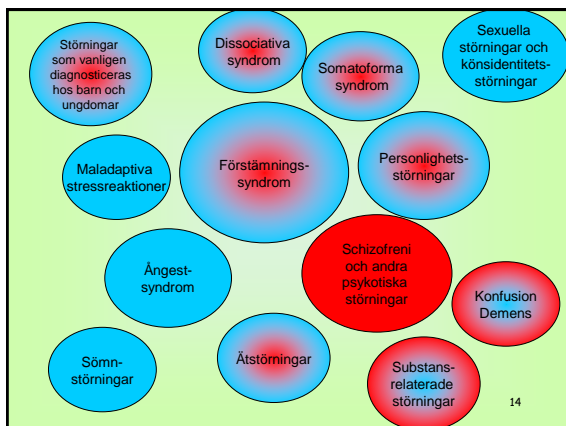 Störningar
som vanligen
diagnosticeras
hos barn och
ungdomar
Dissociativa
syndrom
Somatoforma
syndrom
Sexuella
störningar och
könsidentitets-
störningar
Maladaptiva
stressreaktioner
Förstämnings-
syndrom
Personlighets-
störningar
Ångest-
syndrom
Schizofreni
och andra
psykotiska
störningar
Konfusion
Demens
Sömn-
störningar
Ätstörningar
Substans-
relaterade
störningar
14